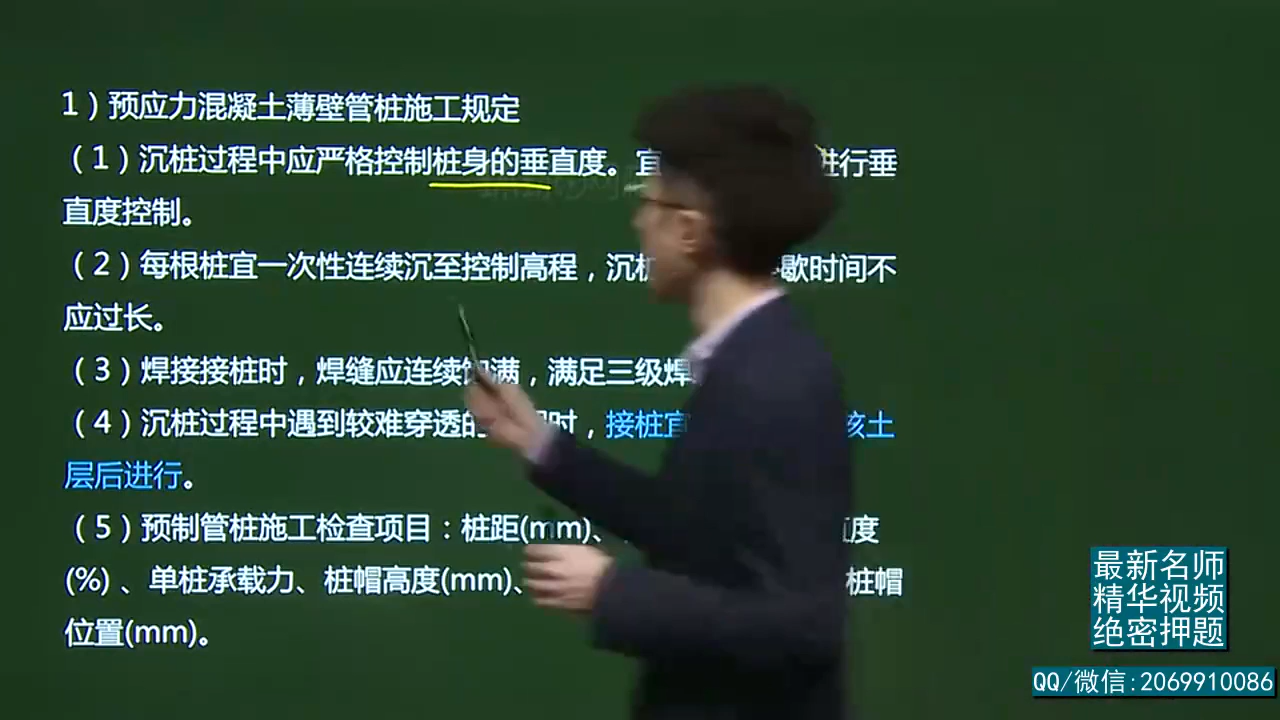 1）预应力混凝土薄壁管桩施工规定
（1）沉桩过程中应严格控制桩身的垂直度。宜 进行垂
直度控制。
（2）每根桩宜一次性连续沉至控制高程，沉桩 歇时间不
应过长。
（3）焊接接桩时，焊缝应连续饱满，满足三级焊
（4）沉桩过程中遇到较难穿透的 时，接桩宜 该土
层后进行。
（5）预制管桩施工检查项目：桩距(mm)、 直度
(%) 、单桩承载力、桩帽高度(mm)、 桩帽
位置(mm)。
最新名师
精华视频
绝密押题
QQ/微信:2069910086